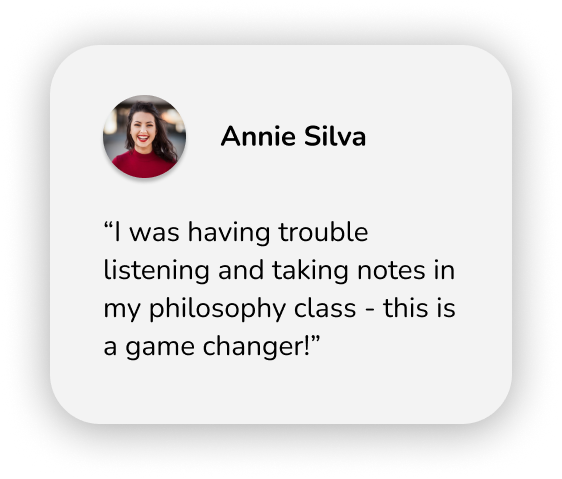 Annie Silva
“I was having trouble
listening and taking notes in
my philosophy class - this is
a game changer!”